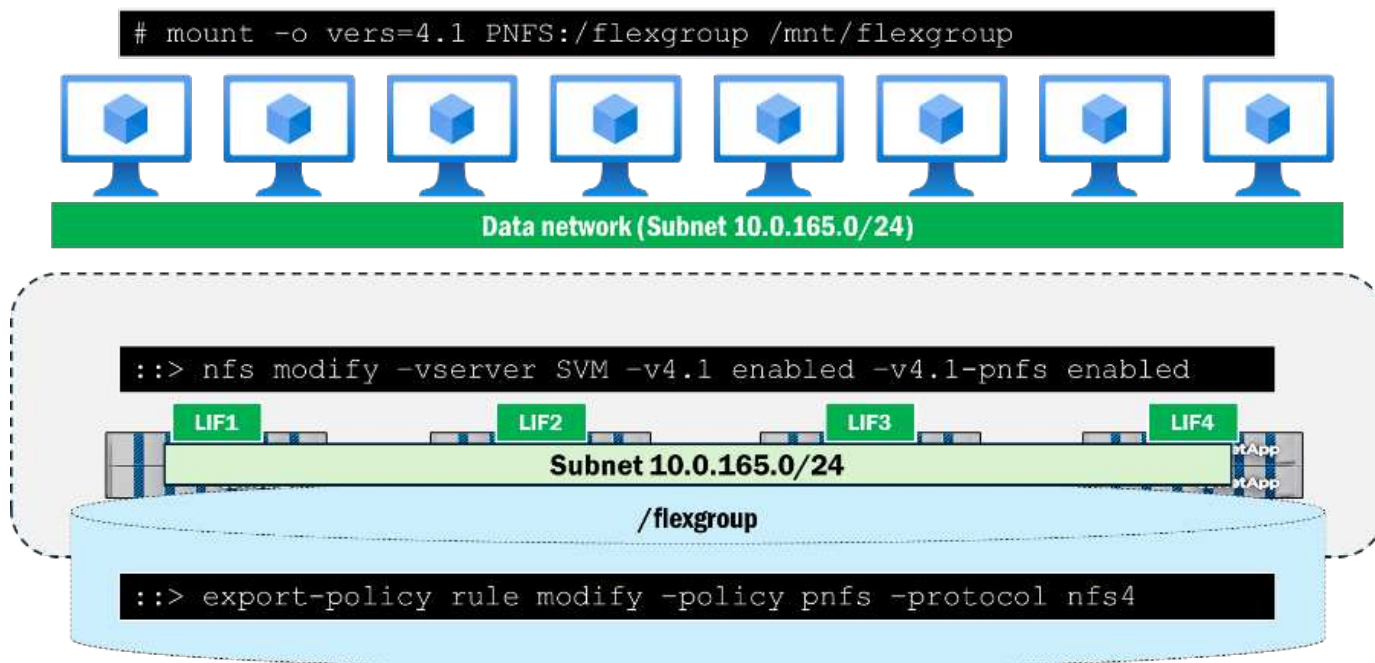 # mount -o vers=4.1 PNFS:/flexgroup /mnt/flexgroup
Data network (Subnet 10.0.165.0/24)
::> nfs modify –vserver SVM –v4.1 enabled –v4.1-pnfs enabled
LIF1 LIF2 LIF3 LIF4
Subnet 10.0.165.0/24
/flexgroup
::> export-policy rule modify –policy pnfs –protocol nfs4